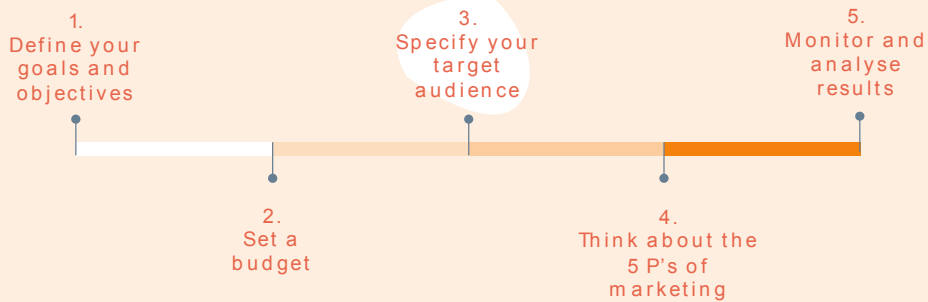 1.
Define your
goals and
objectives
2.
Set a
budget
3.
Specify your
target
audience
4.
Think about the
5 P's of
marketing
5.
Monitor and
analyse
results